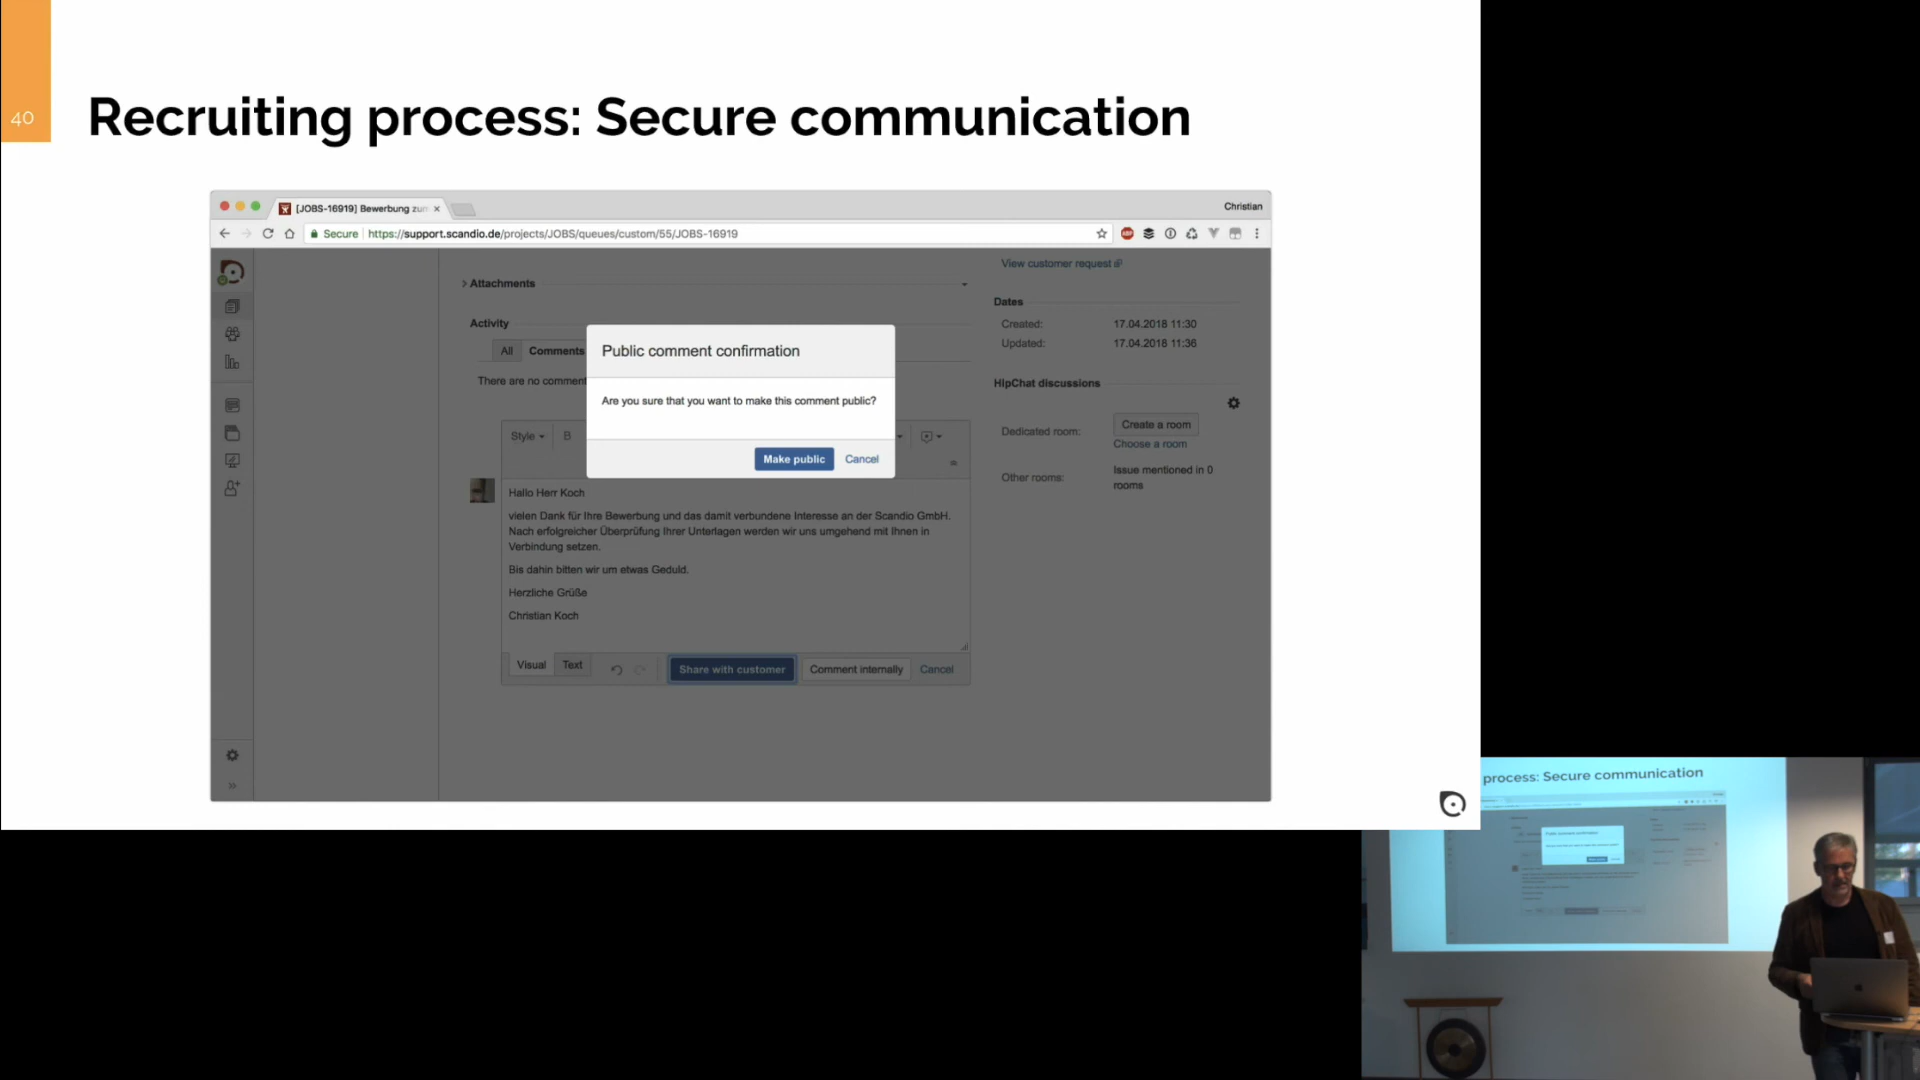 40
Recruiting process: Secure communication
[JOBS-16919] Bewerbung zum
Christian
Secure
https://support.scandio.de/projects/JOBS/queues/custom/55/JOBS-16919
ABP
View customer request
Attachments
Dates
Created: 17.04.2018 11:30
Updated: 17.04.2018 11:36
Activity
All Comments
There are no comment
Public comment confirmation
Are you sure that you want to make this comment public?
Make public Cancel
HipChat discussions
Dedicated room: Create a room
Choose a room
Other rooms: Issue mentioned in 0
rooms
Style B
Hallo Herr Koch
vielen Dank für Ihre Bewerbung und das damit verbundene Interesse an der Scandio GmbH.
Nach erfolgreicher Überprüfung Ihrer Unterlagen werden wir uns umgehend mit Ihnen in
Verbindung setzen.
Bis dahin bitten wir um etwas Geduld.
Herzliche Grüße
Christian Koch
Visual Text Share with customer Comment internally Cancel
process: Secure communication